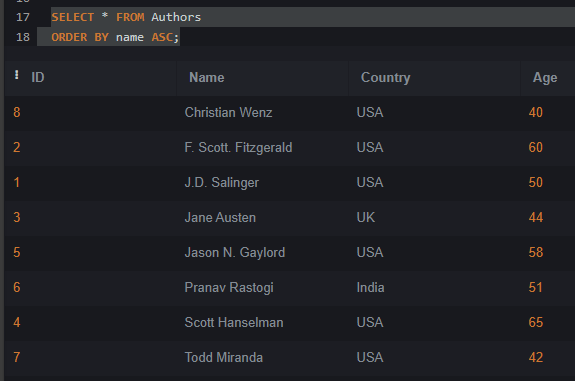 17 SELECT * FROM Authors
18 ORDER BY name ASC;
ID Name Country Age
8 Christian Wenz USA 40
2 F. Scott. Fitzgerald USA 60
1 J.D. Salinger USA 50
3 Jane Austen UK 44
5 Jason N. Gaylord USA 58
6 Pranav Rastogi India 51
4 Scott Hanselman USA 65
7 Todd Miranda USA 42